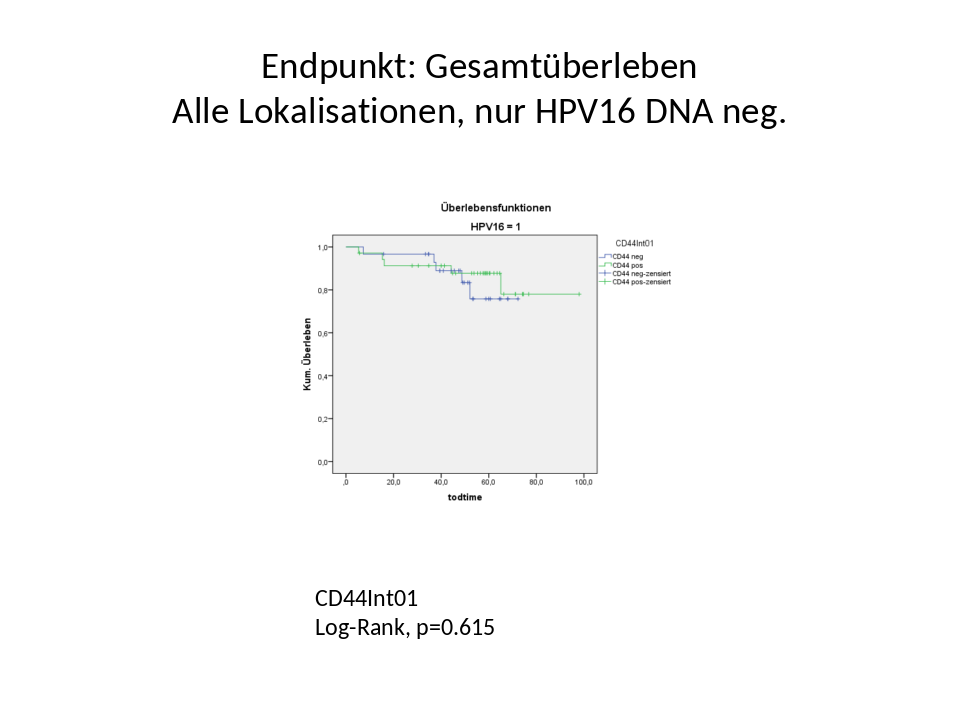 Endpunkt: Gesamtüberleben
Alle Lokalisationen, nur HPV16 DNA neg.
Überlebensfunktionen
HPV16 = 1
CD44Int01
CD44 neg
CD44 pos
CD44 neg-zensiert
CD44 pos-zensiert
Kum. Überleben
1,0
0,8
0,6
0,4
0,2
0,0
,0 20,0 40,0 60,0 80,0 100,0
todtime
CD44Int01
Log-Rank, p=0.615